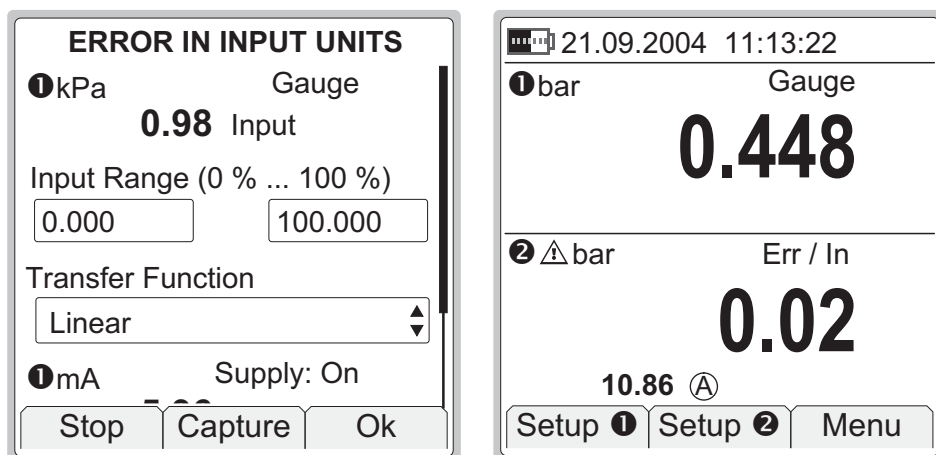 ERROR IN INPUT UNITS
❶kPa Gauge
0.98 Input
Input Range (0 % ... 100 %)
0.000 100.000
Transfer Function
Linear
❶mA Supply: On
Stop Capture Ok
21.09.2004 11:13:22
❶bar Gauge
0.448
❷⚠bar Err / In
0.02
10.86 Ⓐ
Setup ❶ Setup ❷ Menu